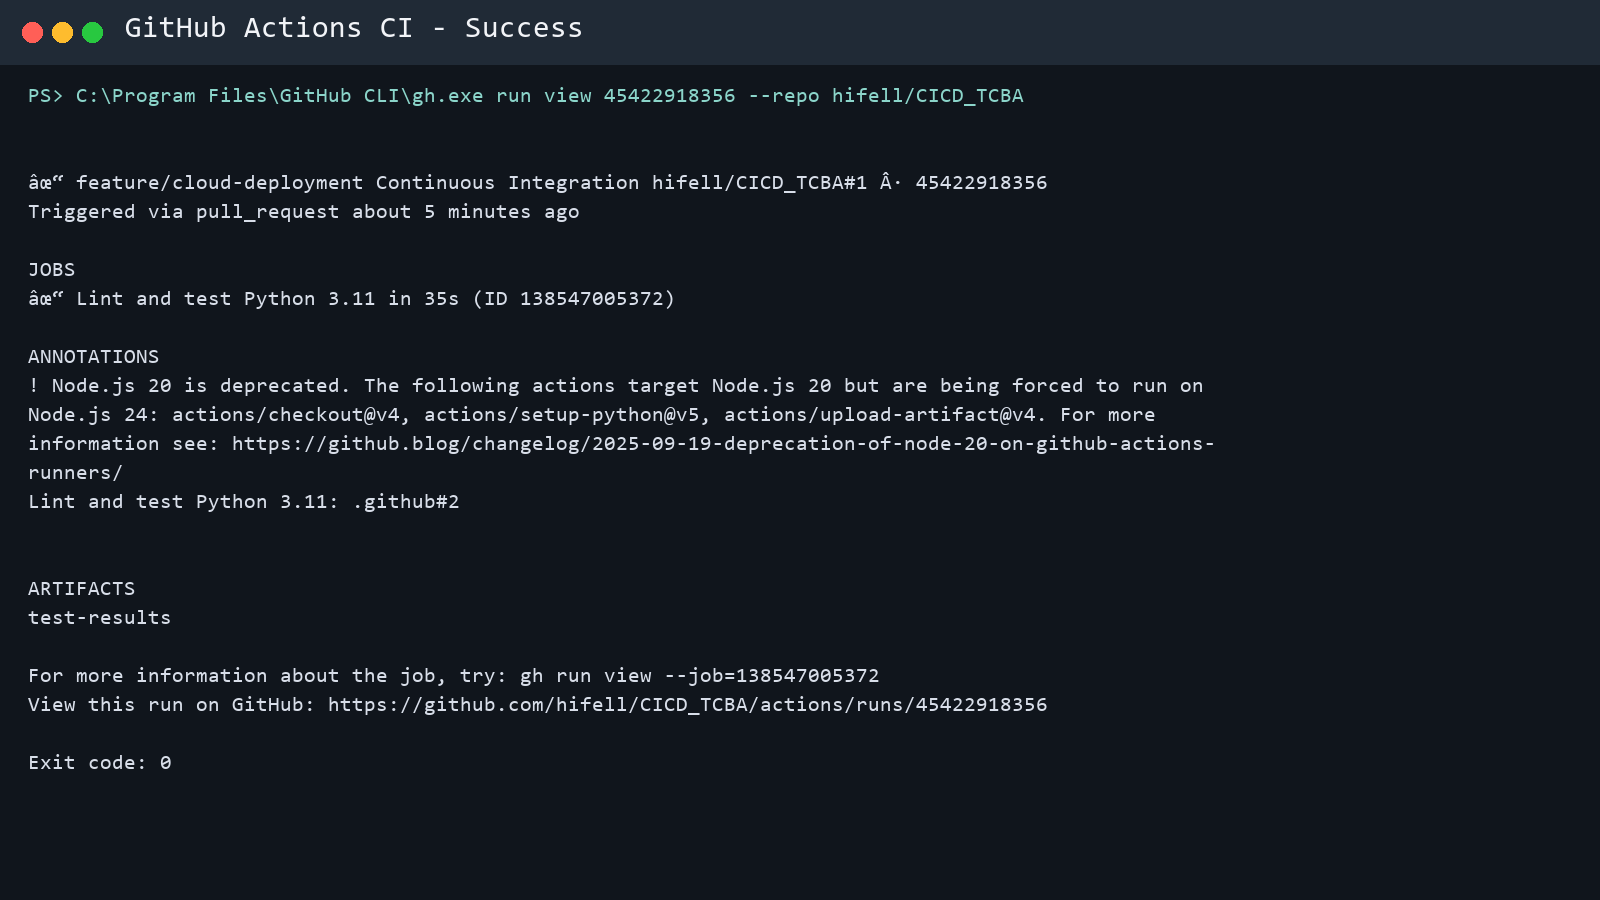 GitHub Actions CI - Success
PS> C:\Program Files\GitHub CLI\gh.exe run view 45422918356 --repo hifell/CICD_TCBA
âœ“ feature/cloud-deployment Continuous Integration hifell/CICD_TCBA#1 Â· 45422918356
Triggered via pull_request about 5 minutes ago
JOBS
âœ“ Lint and test Python 3.11 in 35s (ID 138547005372)
ANNOTATIONS
! Node.js 20 is deprecated. The following actions target Node.js 20 but are being forced to run on
Node.js 24: actions/checkout@v4, actions/setup-python@v5, actions/upload-artifact@v4. For more
information see: https://github.blog/changelog/2025-09-19-deprecation-of-node-20-on-github-actions-
runners/
Lint and test Python 3.11: .github#2
ARTIFACTS
test-results
For more information about the job, try: gh run view --job=138547005372
View this run on GitHub: https://github.com/hifell/CICD_TCBA/actions/runs/45422918356
Exit code: 0